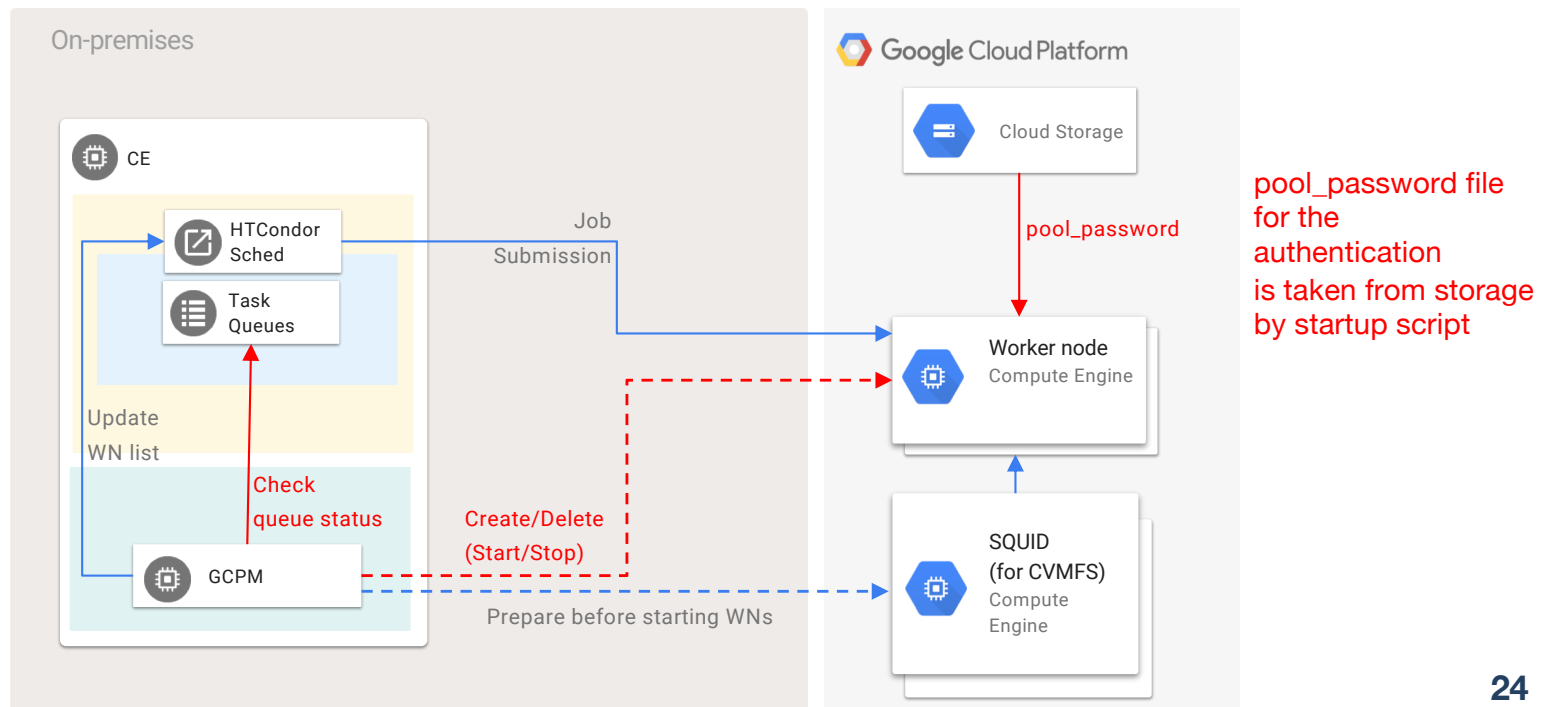 On-premises
Google Cloud Platform
Cloud Storage
CE
HTCondor
Sched
Job
Submission
pool_password
pool_password file
for the
authentication
is taken from storage
by startup script
Task
Queues
Worker node
Compute Engine
Update
WN list
Check
queue status
Create/Delete
(Start/Stop)
GCPM
Prepare before starting WNs
SQUID
(for CVMFS)
Compute
Engine
24